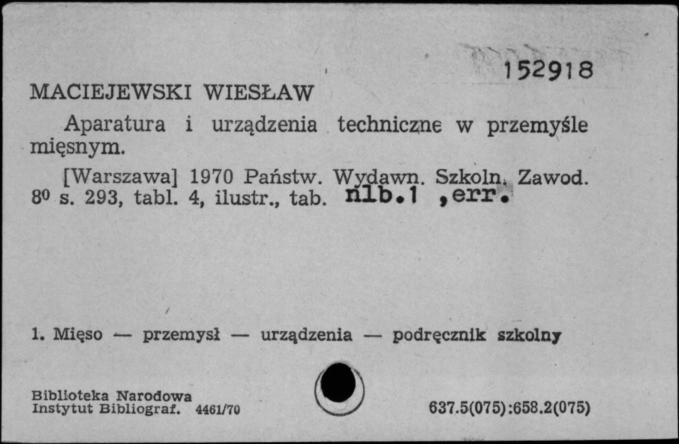 152918
MACIEJEWSKI WIESŁAW
Aparatura i urządzenia techniczne w przemyśle
mięsnym.
[Warszawa] 1970 Państw. Wydawn. Szkoln. Zawod.
8⁰ s. 293, tabl. 4, ilustr., tab. nlb.1 ,err.
1. Mięso — przemysł — urządzenia — podręcznik szkolny
Biblioteka Narodowa
Instytut Bibliograf. 4461/70
637.5(075):658.2(075)